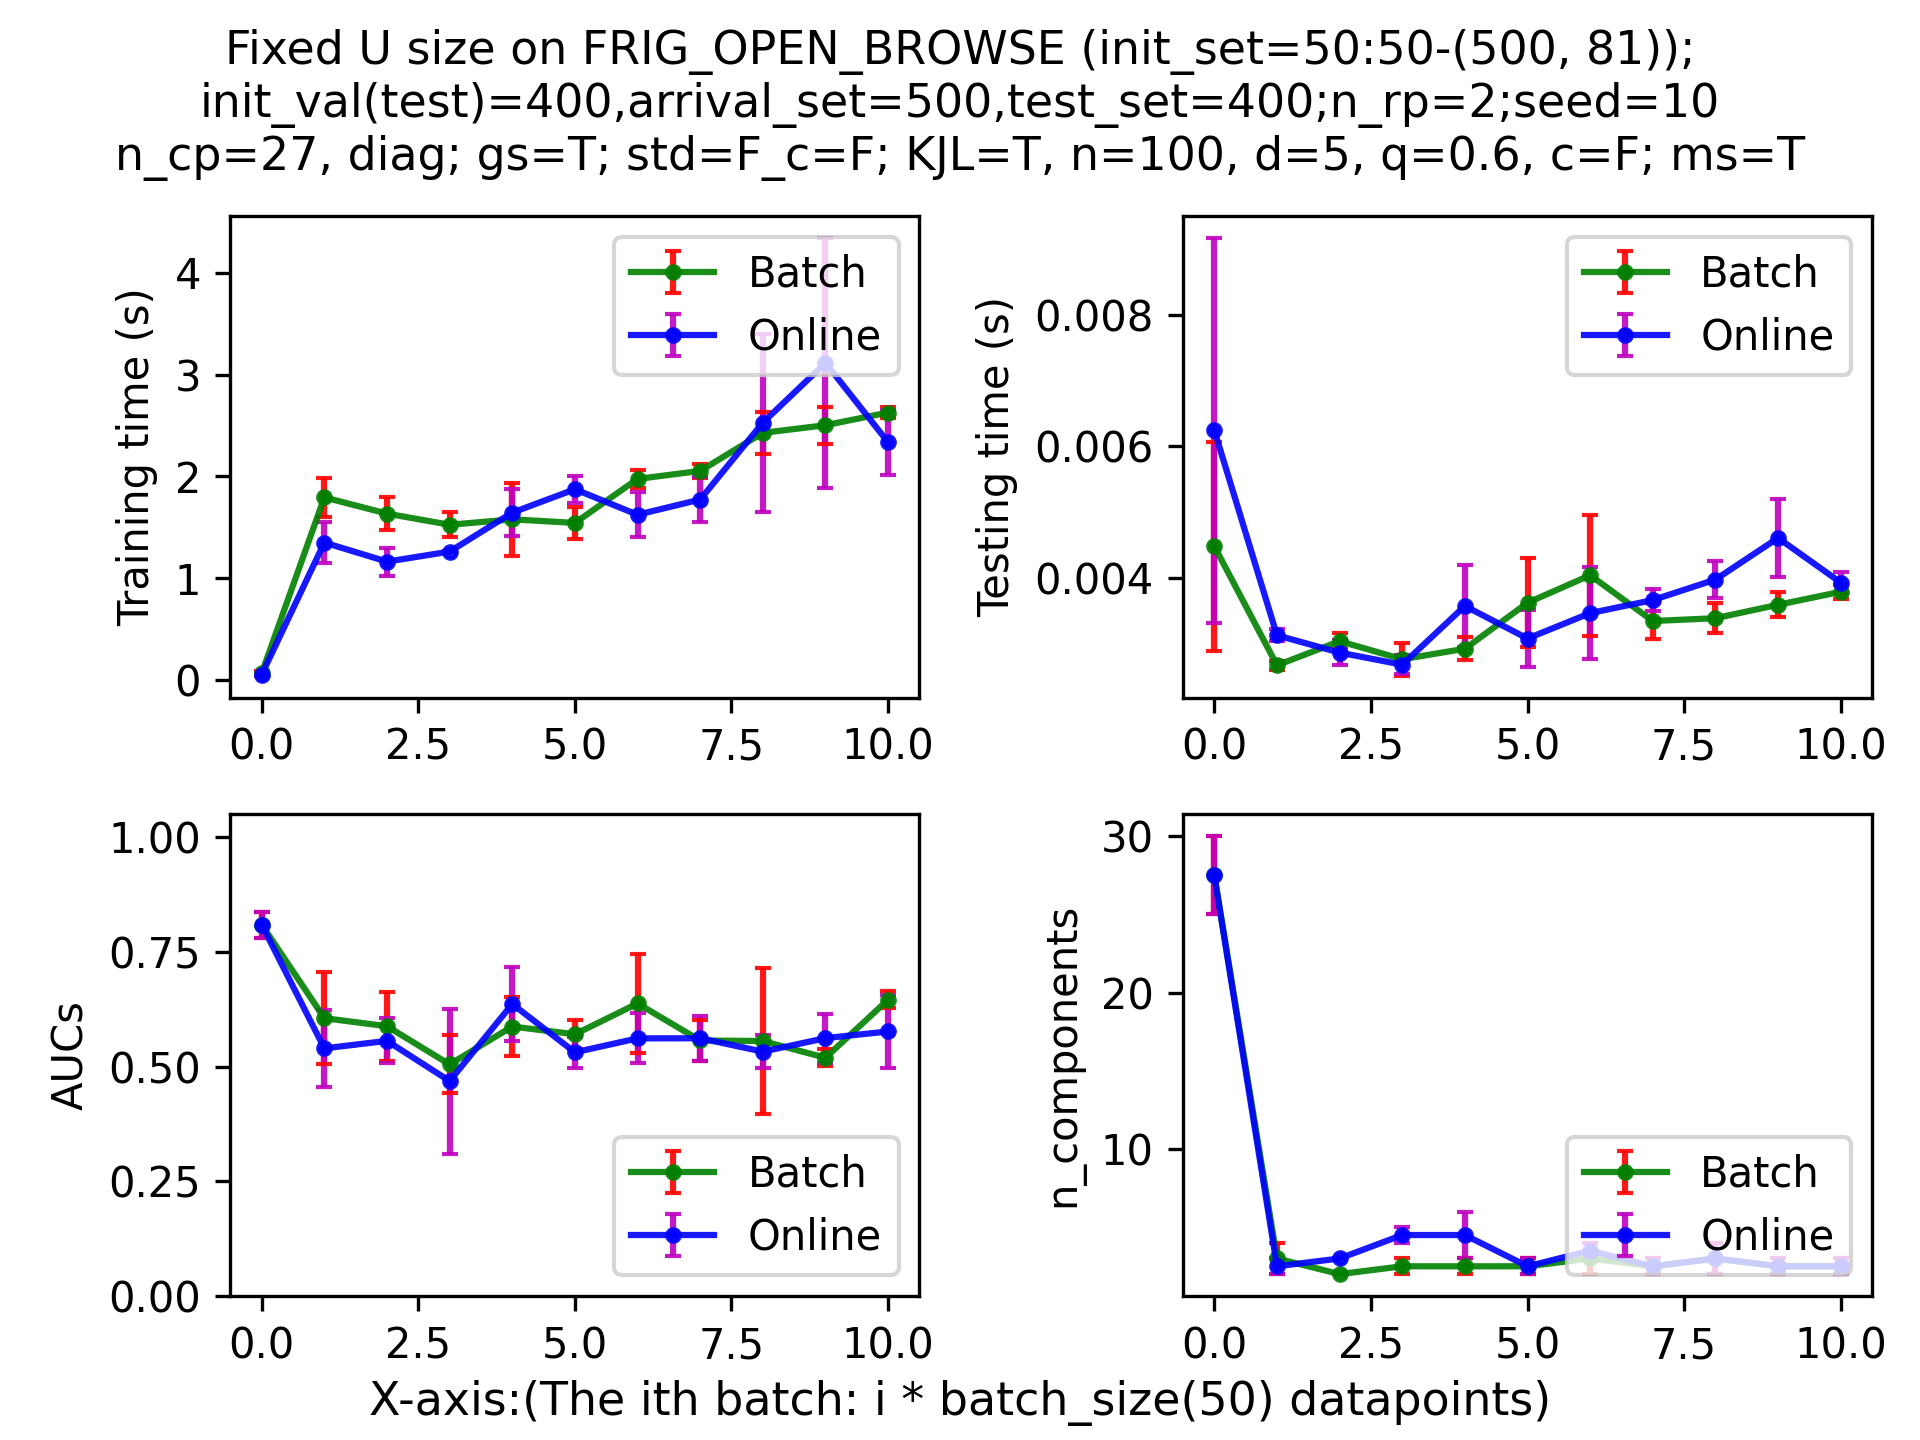 Fixed U size on FRIG_OPEN_BROWSE (init_set=50:50-(500, 81));
init_val(test)=400,arrival_set=500,test_set=400;n_rp=2;seed=10
n_cp=27, diag; gs=T; std=F_c=F; KJL=T, n=100, d=5, q=0.6, c=F; ms=T
Training time (s)
4
3
2
1
0
Batch
Online
0.0 2.5 5.0 7.5 10.0
Testing time (s)
0.008
0.006
0.004
Batch
Online
0.0 2.5 5.0 7.5 10.0
AUCs
1.00
0.75
0.50
0.25
0.00
Batch
Online
0.0 2.5 5.0 7.5 10.0
n_components
30
20
10
Batch
Online
0.0 2.5 5.0 7.5 10.0
X-axis:(The ith batch: i * batch_size(50) datapoints)